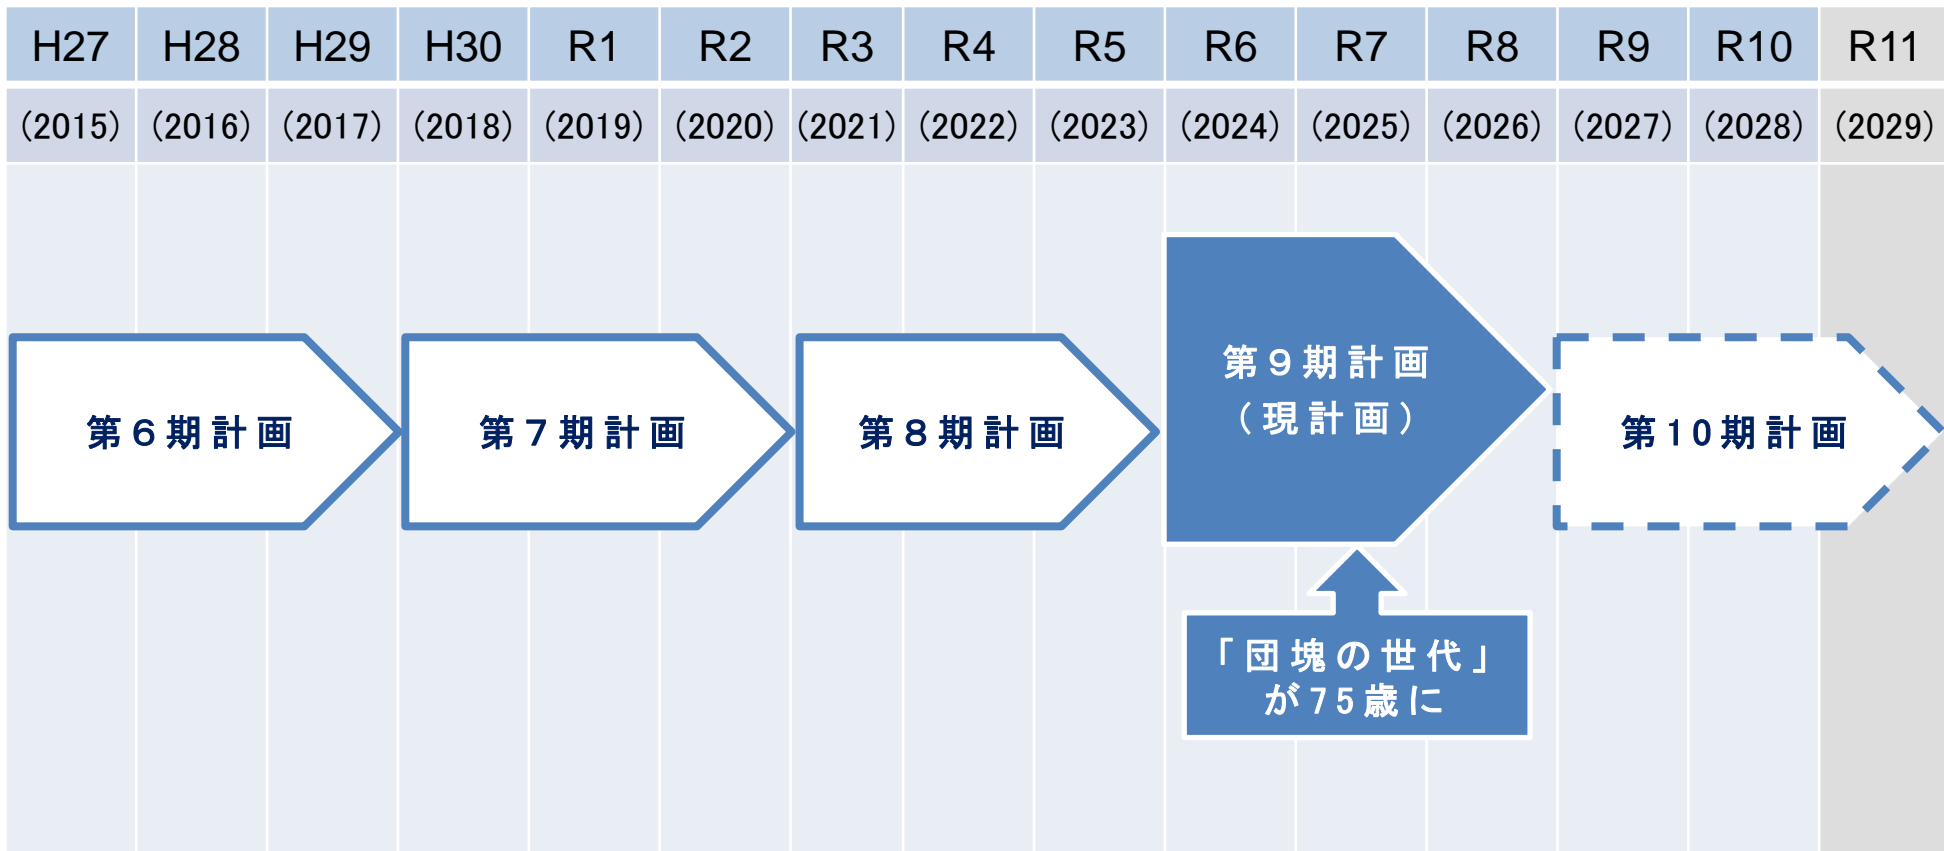 H27 H28 H29 H30 R1 R2 R3 R4 R5 R6 R7 R8 R9 R10 R11
(2015) (2016) (2017) (2018) (2019) (2020) (2021) (2022) (2023) (2024) (2025) (2026) (2027) (2028) (2029)
第６期計画
第７期計画
第８期計画
第９期計画
（現計画）
第10期計画
「団塊の世代」
が75歳に